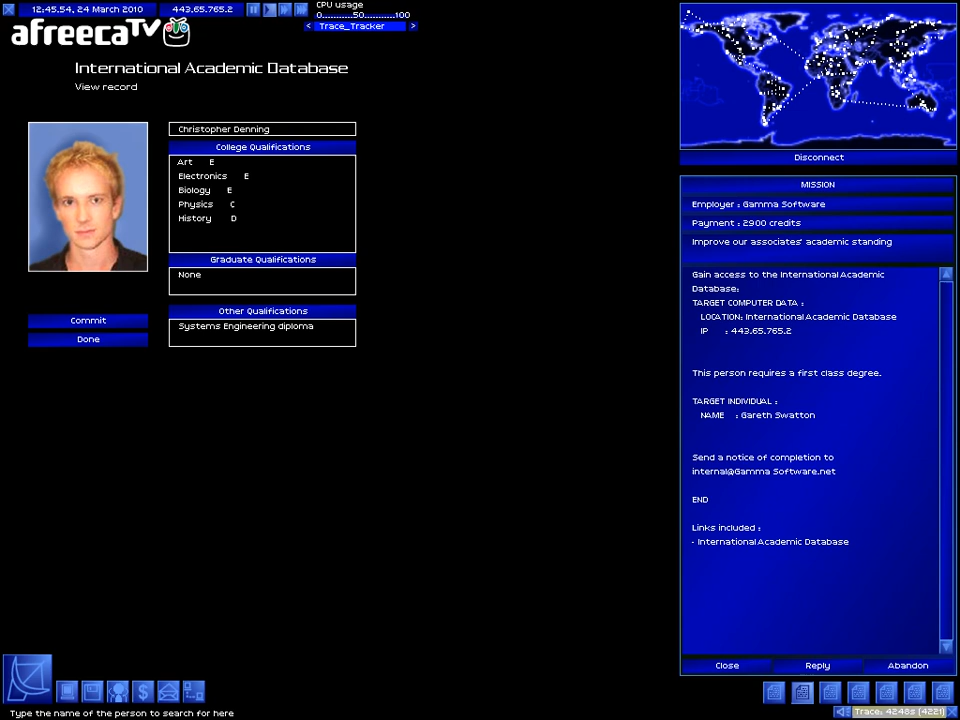 12:45.54, 24 March 2010
443.65.765.2
CPU usage
0...........50...........100
< Trace_Tracker >
afreecaTV
International Academic Database
View record
Christopher Denning
College Qualifications
Art E
Electronics E
Biology E
Physics C
History D
Graduate Qualifications
None
Other Qualifications
Systems Engineering diploma
Commit
Done
Disconnect
MISSION
Employer : Gamma Software
Payment : 2900 credits
Improve our associates' academic standing
Gain access to the International Academic
Database:
TARGET COMPUTER DATA :
LOCATION: International Academic Database
IP : 443.65.765.2
This person requires a first class degree.
TARGET INDIVIDUAL :
NAME : Gareth Swatton
Send a notice of completion to
internal@Gamma Software.net
END
Links included :
- International Academic Database
Close
Reply
Abandon
Type the name of the person to search for here
Trace: 4248s (4221)